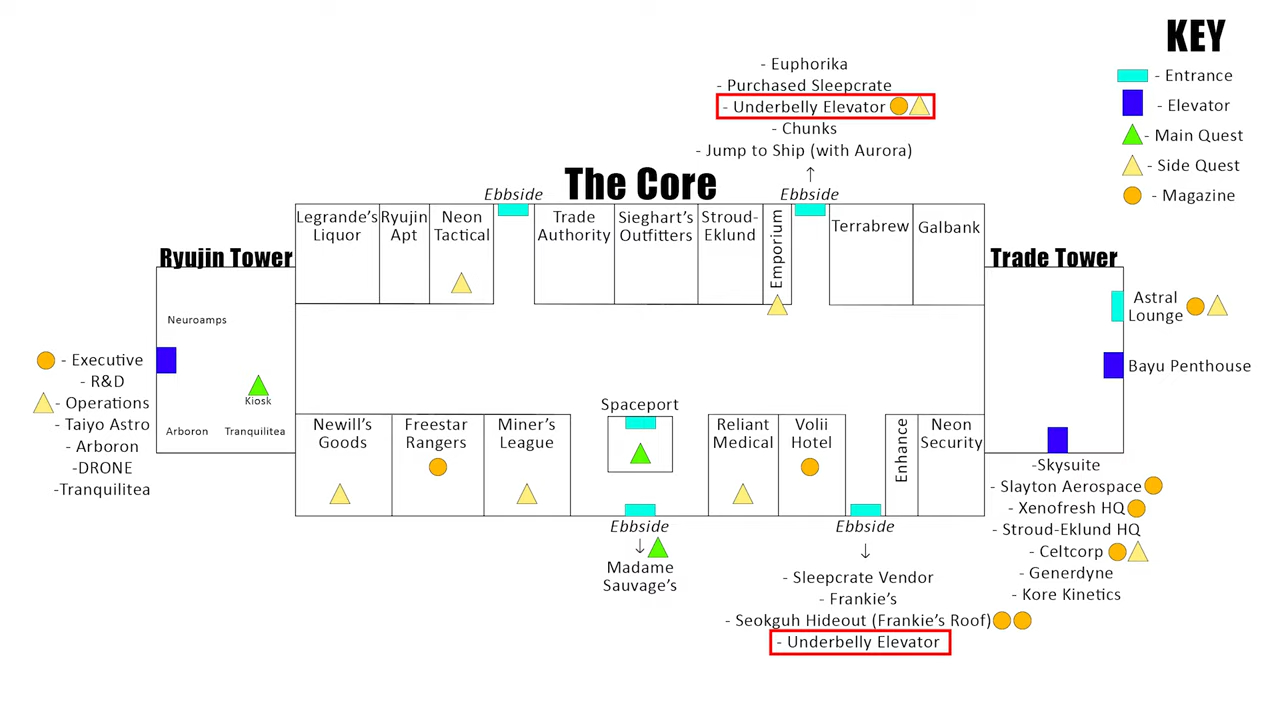 KEY
- Entrance
- Elevator
- Main Quest
- Side Quest
- Magazine
- Euphorika
- Purchased Sleepcrate
- Underbelly Elevator
- Chunks
- Jump to Ship (with Aurora)
↑
The Core
Ebbside
Ebbside
Legrande's
Liquor
Ryujin
Apt
Neon
Tactical
Trade
Authority
Sieghart's
Outfitters
Stroud-
Eklund
Emporium
Terrabrew
Galbank
Ryujin Tower
Neuroamps
Kiosk
Arboron
Tranquilitea
- Executive
- R&D
- Operations
- Taiyo Astro
- Arboron
-DRONE
-Tranquilitea
Trade Tower
Astral
Lounge
Bayu Penthouse
Spaceport
Newill's
Goods
Freestar
Rangers
Miner's
League
Reliant
Medical
Volii
Hotel
Enhance
Neon
Security
Ebbside
↓
Madame
Sauvage's
Ebbside
↓
- Sleepcrate Vendor
- Frankie's
- Seokguh Hideout (Frankie's Roof)
- Underbelly Elevator
-Skysuite
- Slayton Aerospace
- Xenofresh HQ
- Stroud-Eklund HQ
- Celtcorp
- Generdyne
- Kore Kinetics